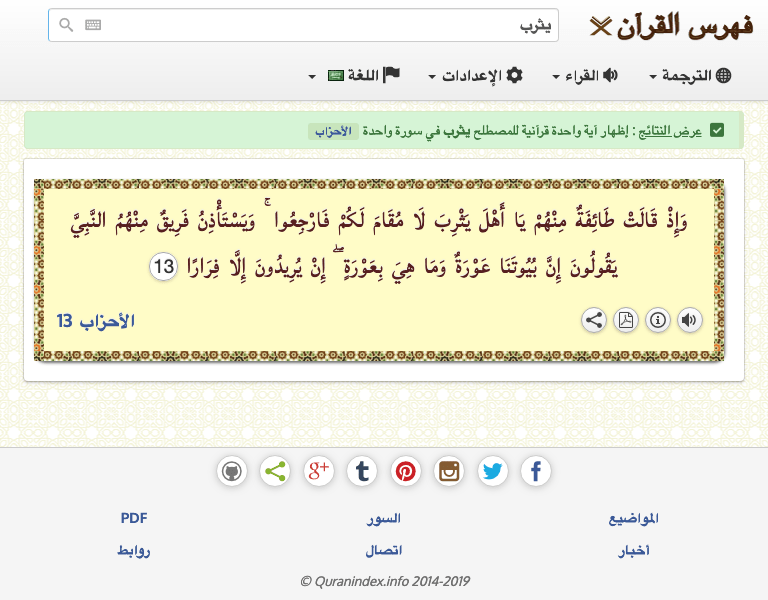 فهرس القرآن
يثرب
الترجمة
القراء
الإعدادات
اللغة
عرض النتائج : إظهار آية واحدة قرآنية للمصطلح يثرب في سورة واحدة الأحزاب
وَإِذْ قَالَتْ طَائِفَةٌ مِنْهُمْ يَا أَهْلَ يَثْرِبَ لَا مُقَامَ لَكُمْ فَارْجِعُوا ۚ وَيَسْتَأْذِنُ فَرِيقٌ مِنْهُمُ النَّبِيَّ
يَقُولُونَ إِنَّ بُيُوتَنَا عَوْرَةٌ وَمَا هِيَ بِعَوْرَةٍ ۖ إِنْ يُرِيدُونَ إِلَّا فِرَارًا 13
الأحزاب 13
المواضيع
السور
PDF
أخبار
اتصال
روابط
© Quranindex.info 2014-2019